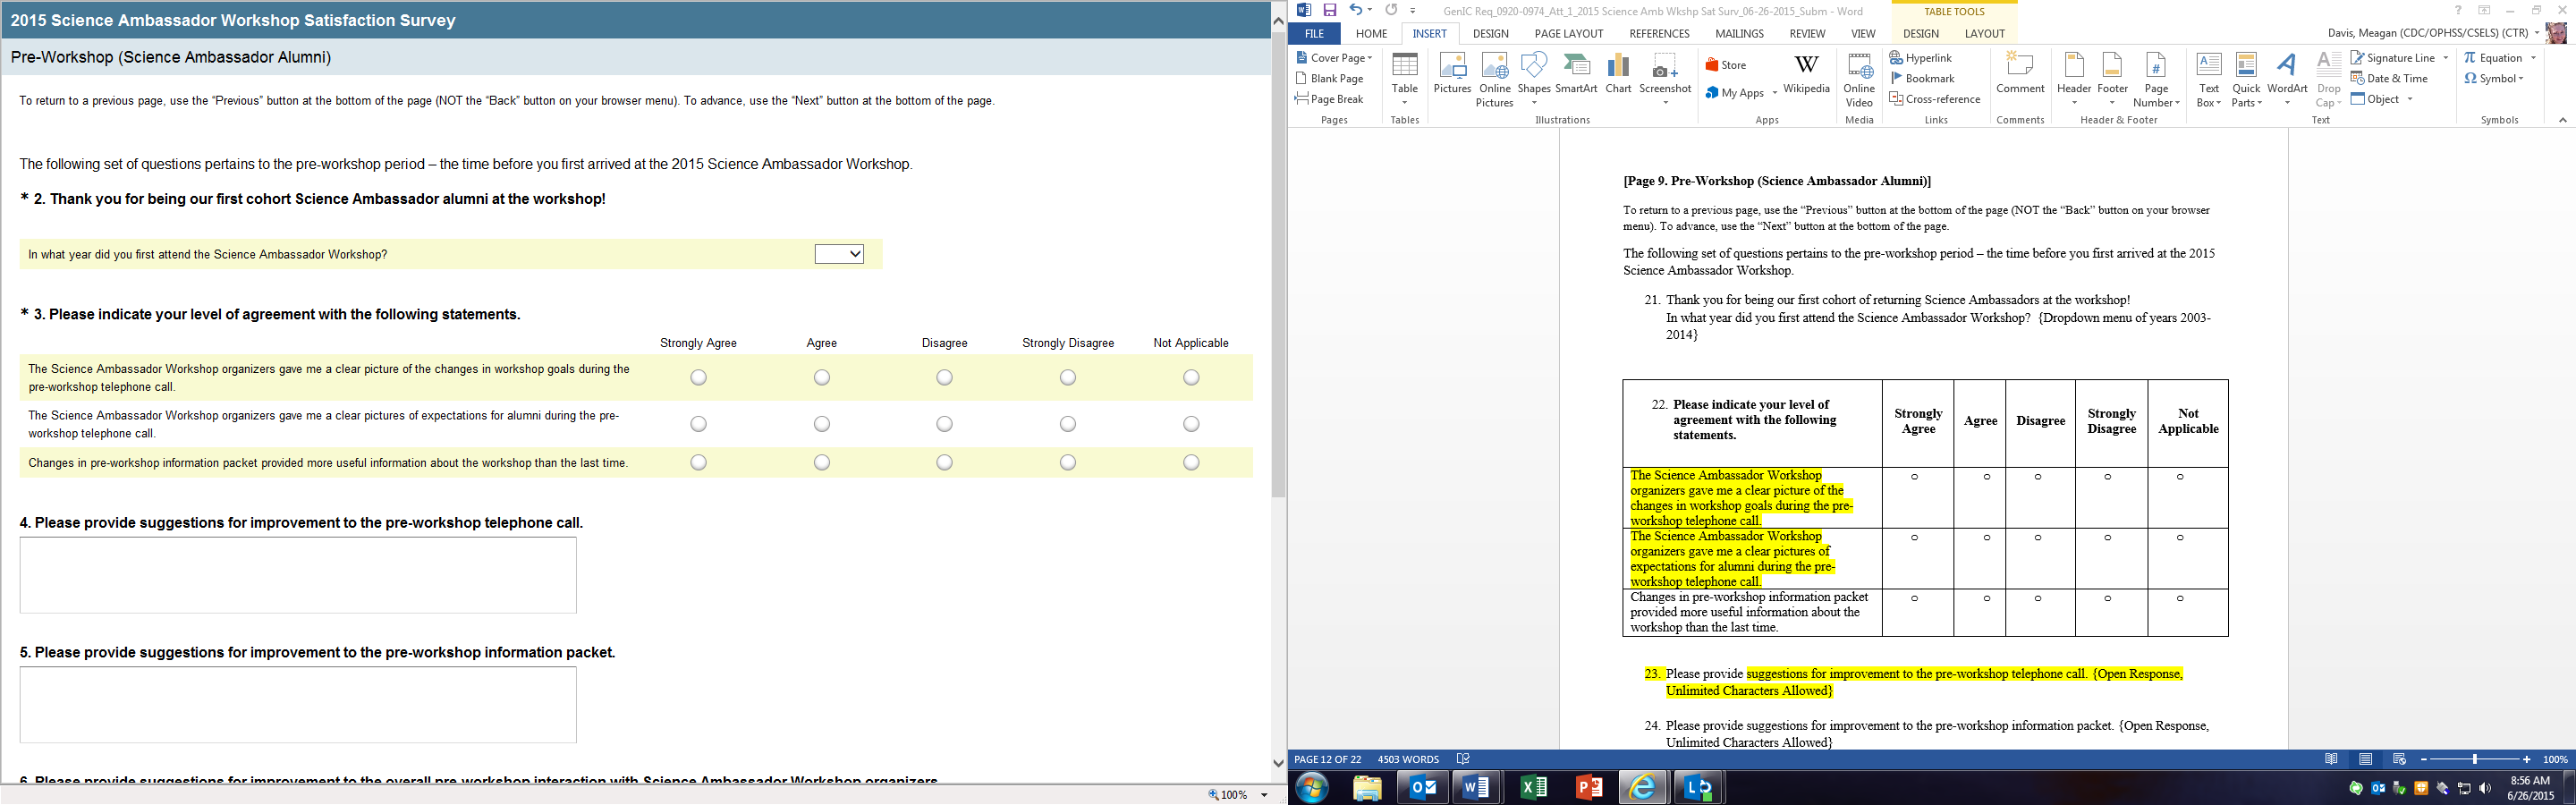 2015 Science Ambassador Workshop Satisfaction Survey
Pre-Workshop (Science Ambassador Alumni)
To return to a previous page, use the “Previous” button at the bottom of the page (NOT the “Back” button on your browser menu). To advance, use the “Next” button at the bottom of the page.
The following set of questions pertains to the pre-workshop period – the time before you first arrived at the 2015 Science Ambassador Workshop.
* 2. Thank you for being our first cohort Science Ambassador alumni at the workshop!
In what year did you first attend the Science Ambassador Workshop?
* 3. Please indicate your level of agreement with the following statements.
Strongly Agree Agree Disagree Strongly Disagree Not Applicable
The Science Ambassador Workshop organizers gave me a clear picture of the changes in workshop goals during the
pre-workshop telephone call.
The Science Ambassador Workshop organizers gave me a clear pictures of expectations for alumni during the pre-
workshop telephone call.
Changes in pre-workshop information packet provided more useful information about the workshop than the last time.
4. Please provide suggestions for improvement to the pre-workshop telephone call.
5. Please provide suggestions for improvement to the pre-workshop information packet.
6. Please provide suggestions for improvement to the overall pre-workshop interaction with Science Ambassador Workshop organizers.
100%
GenIC Req_0920-0974_Att_1_2015 Science Amb Wkshp Sat Surv_06-26-2015_Subm - Word
TABLE TOOLS
?
FILE HOME INSERT DESIGN PAGE LAYOUT REFERENCES MAILINGS REVIEW VIEW DESIGN LAYOUT
Davis, Meagan (CDC/OPHSS/CSELS) (CTR)
Cover Page
Blank Page
Page Break
Pages
Table
Tables
Pictures
Online
Pictures
Shapes
SmartArt
Chart
Screenshot
Illustrations
Store
My Apps
Wikipedia
Apps
Online
Video
Media
Hyperlink
Bookmark
Cross-reference
Links
Comment
Comments
Header
Footer
Page
Number
Header & Footer
Text
Box
Quick
Parts
WordArt
Drop
Cap
Signature Line
Date & Time
Object
Text
Equation
Symbol
Symbols
[Page 9. Pre-Workshop (Science Ambassador Alumni)]
To return to a previous page, use the “Previous” button at the bottom of the page (NOT the “Back” button on your browser
menu). To advance, use the “Next” button at the bottom of the page.
The following set of questions pertains to the pre-workshop period – the time before you first arrived at the 2015
Science Ambassador Workshop.
21. Thank you for being our first cohort of returning Science Ambassadors at the workshop!
In what year did you first attend the Science Ambassador Workshop? {Dropdown menu of years 2003-
2014}
22. Please indicate your level of
agreement with the following
statements.
Strongly
Agree
Agree
Disagree
Strongly
Disagree
Not
Applicable
The Science Ambassador Workshop
organizers gave me a clear picture of the
changes in workshop goals during the pre-
workshop telephone call.
The Science Ambassador Workshop
organizers gave me a clear pictures of
expectations for alumni during the pre-
workshop telephone call.
Changes in pre-workshop information packet
provided more useful information about the
workshop than the last time.
23. Please provide suggestions for improvement to the pre-workshop telephone call. {Open Response,
Unlimited Characters Allowed}
24. Please provide suggestions for improvement to the pre-workshop information packet. {Open Response,
Unlimited Characters Allowed}
PAGE 12 OF 22 4503 WORDS
100%
8:56 AM
6/26/2015